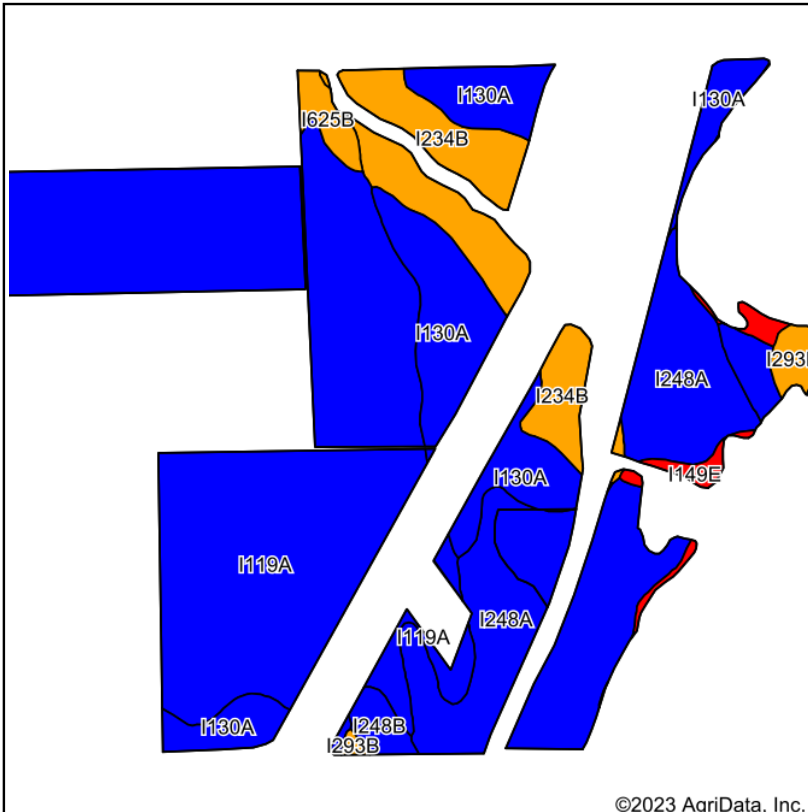 I130A
I130A
I625B
I234B
I130A
I248A
I293
I234B
I130A
I149E
I119A
I248A
I119A
I130A
I248B
I293B
©2023 AgriData, Inc.